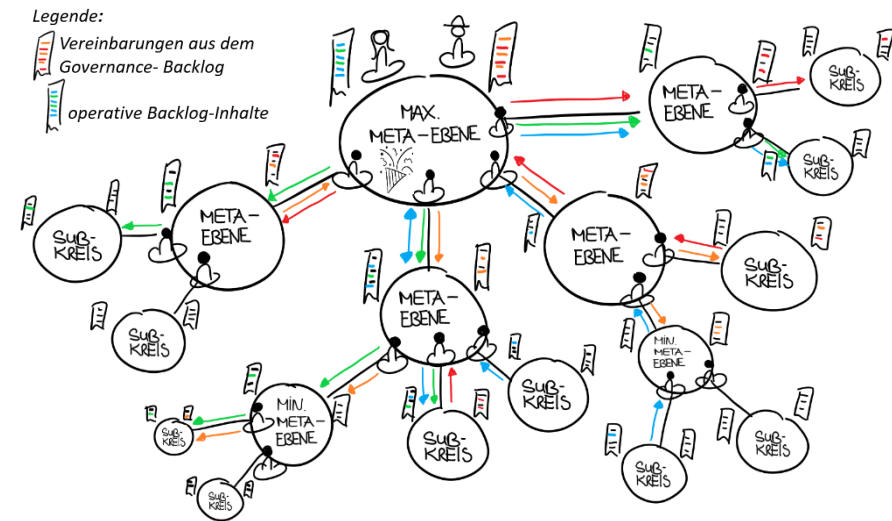 Legende:
Vereinbarungen aus dem
Governance- Backlog
operative Backlog-Inhalte
MAX.
META-EBENE
META-
EBENE
SUB-
KREIS
SUB-
KREIS
META-
EBENE
SUB-
KREIS
SUB-
KREIS
META-
EBENE
SUB-
KREIS
META-
EBENE
MIN.
META-
EBENE
SUB-
KREIS
SUB-
KREIS
SUB-
KREIS
SUB-
KREIS
MIN.
META-
EBENE
SUB-
KREIS
SUB-
KREIS